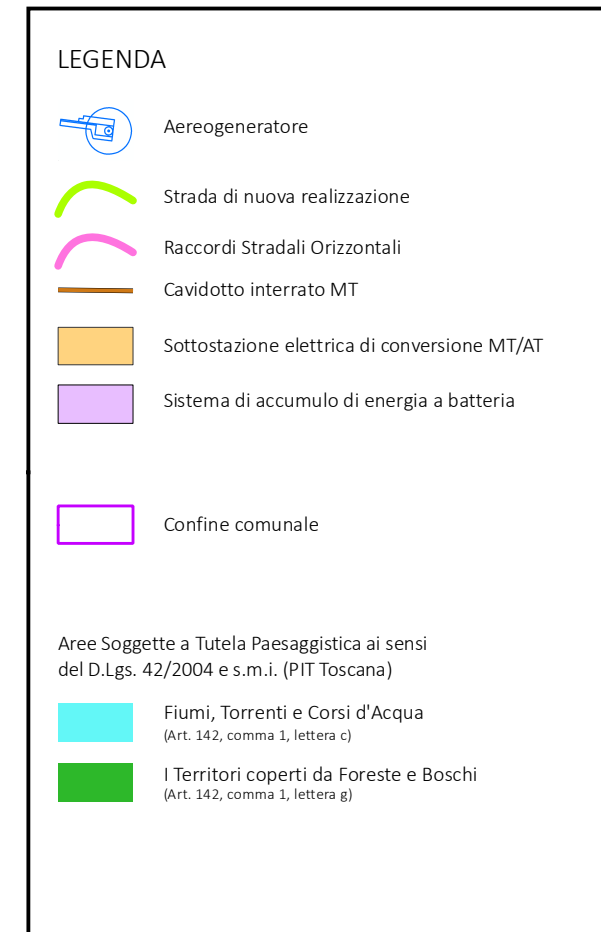 LEGENDA
Aereogeneratore
Strada di nuova realizzazione
Raccordi Stradali Orizzontali
Cavidotto interrato MT
Sottostazione elettrica di conversione MT/AT
Sistema di accumulo di energia a batteria
Confine comunale
Aree Soggette a Tutela Paesaggistica ai sensi
del D.Lgs. 42/2004 e s.m.i. (PIT Toscana)
Fiumi, Torrenti e Corsi d'Acqua
(Art. 142, comma 1, lettera c)
I Territori coperti da Foreste e Boschi
(Art. 142, comma 1, lettera g)